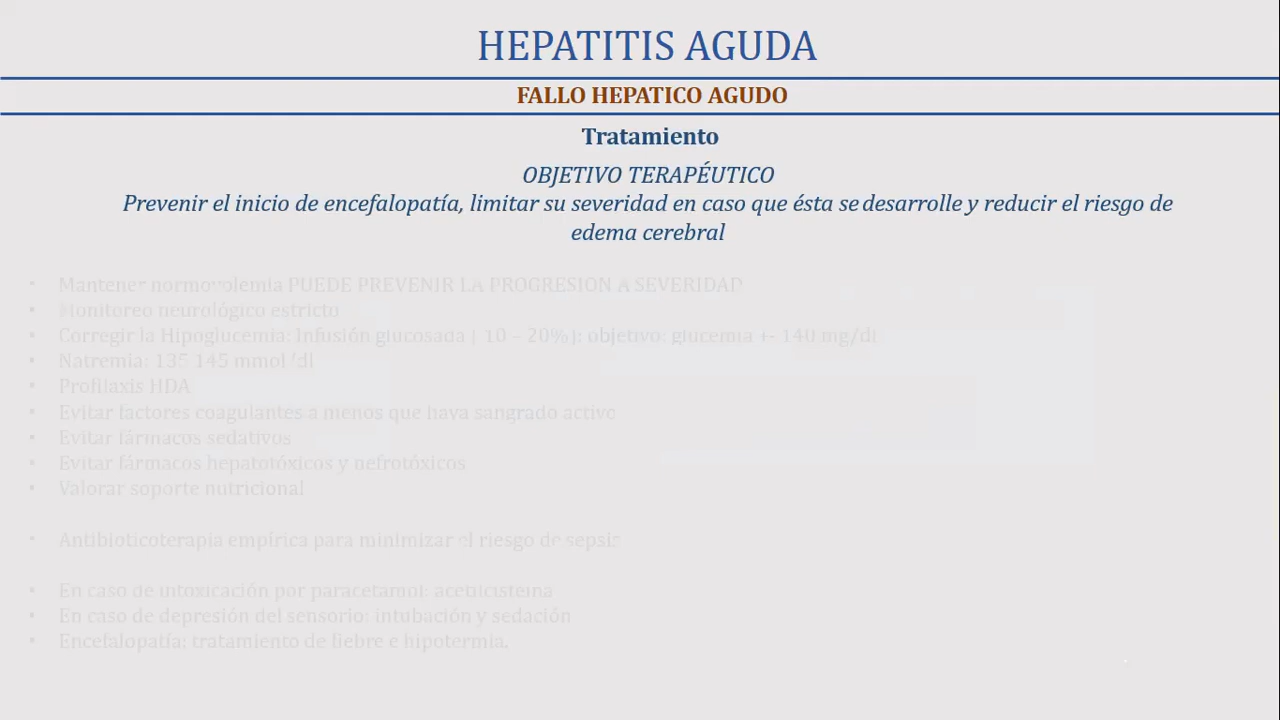 HEPATITIS AGUDA
FALLO HEPATICO AGUDO
Tratamiento
OBJETIVO TERAPÉUTICO
Prevenir el inicio de encefalopatía, limitar su severidad en caso que ésta se desarrolle y reducir el riesgo de
edema cerebral
• Mantener normovolemia PUEDE PREVENIR LA PROGRESION A SEVERIDAD
• Monitoreo neurológico estricto
• Corregir la Hipoglucemia: Infusión glucosada ( 10 – 20%): objetivo: glucemia +- 140 mg/dl
• Natremia: 135 145 mmol/dl
• Profilaxis HDA
• Evitar factores coagulantes a menos que haya sangrado activo
• Evitar fármacos sedativos
• Evitar fármacos hepatotóxicos y nefrotóxicos
• Valorar soporte nutricional
• Antibioticoterapia empírica para minimizar el riesgo de sepsis
• En caso de intoxicación por paracetamol: acetilcisteina
• En caso de depresión del sensorio: intubación y sedación
• Encefalopatía: tratamiento de fiebre e hipotermia.